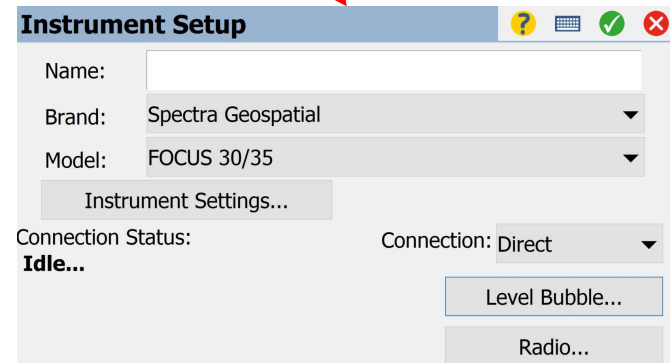 Instrument Setup ?
Name:
Brand: Spectra Geospatial
Model: FOCUS 30/35
Instrument Settings...
Connection Status: Connection: Direct
Idle...
Level Bubble...
Radio...